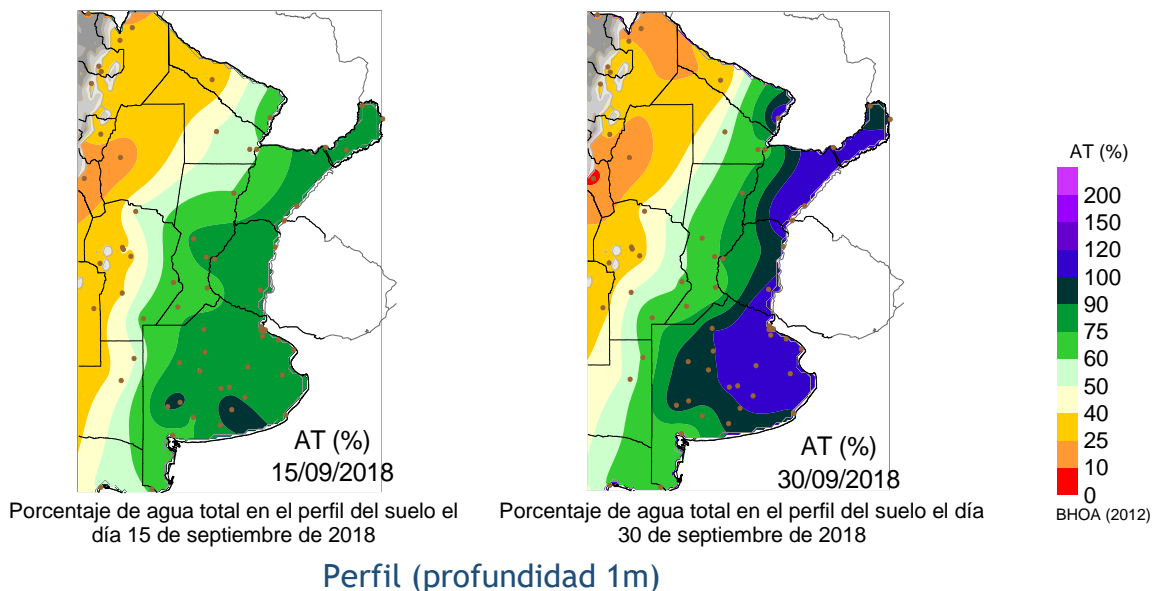 AT (%)
15/09/2018
Porcentaje de agua total en el perfil del suelo el
día 15 de septiembre de 2018
AT (%)
30/09/2018
Porcentaje de agua total en el perfil del suelo el día
30 de septiembre de 2018
AT (%)
200
150
120
100
90
75
60
50
40
25
10
0
BHOA (2012)
Perfil (profundidad 1m)